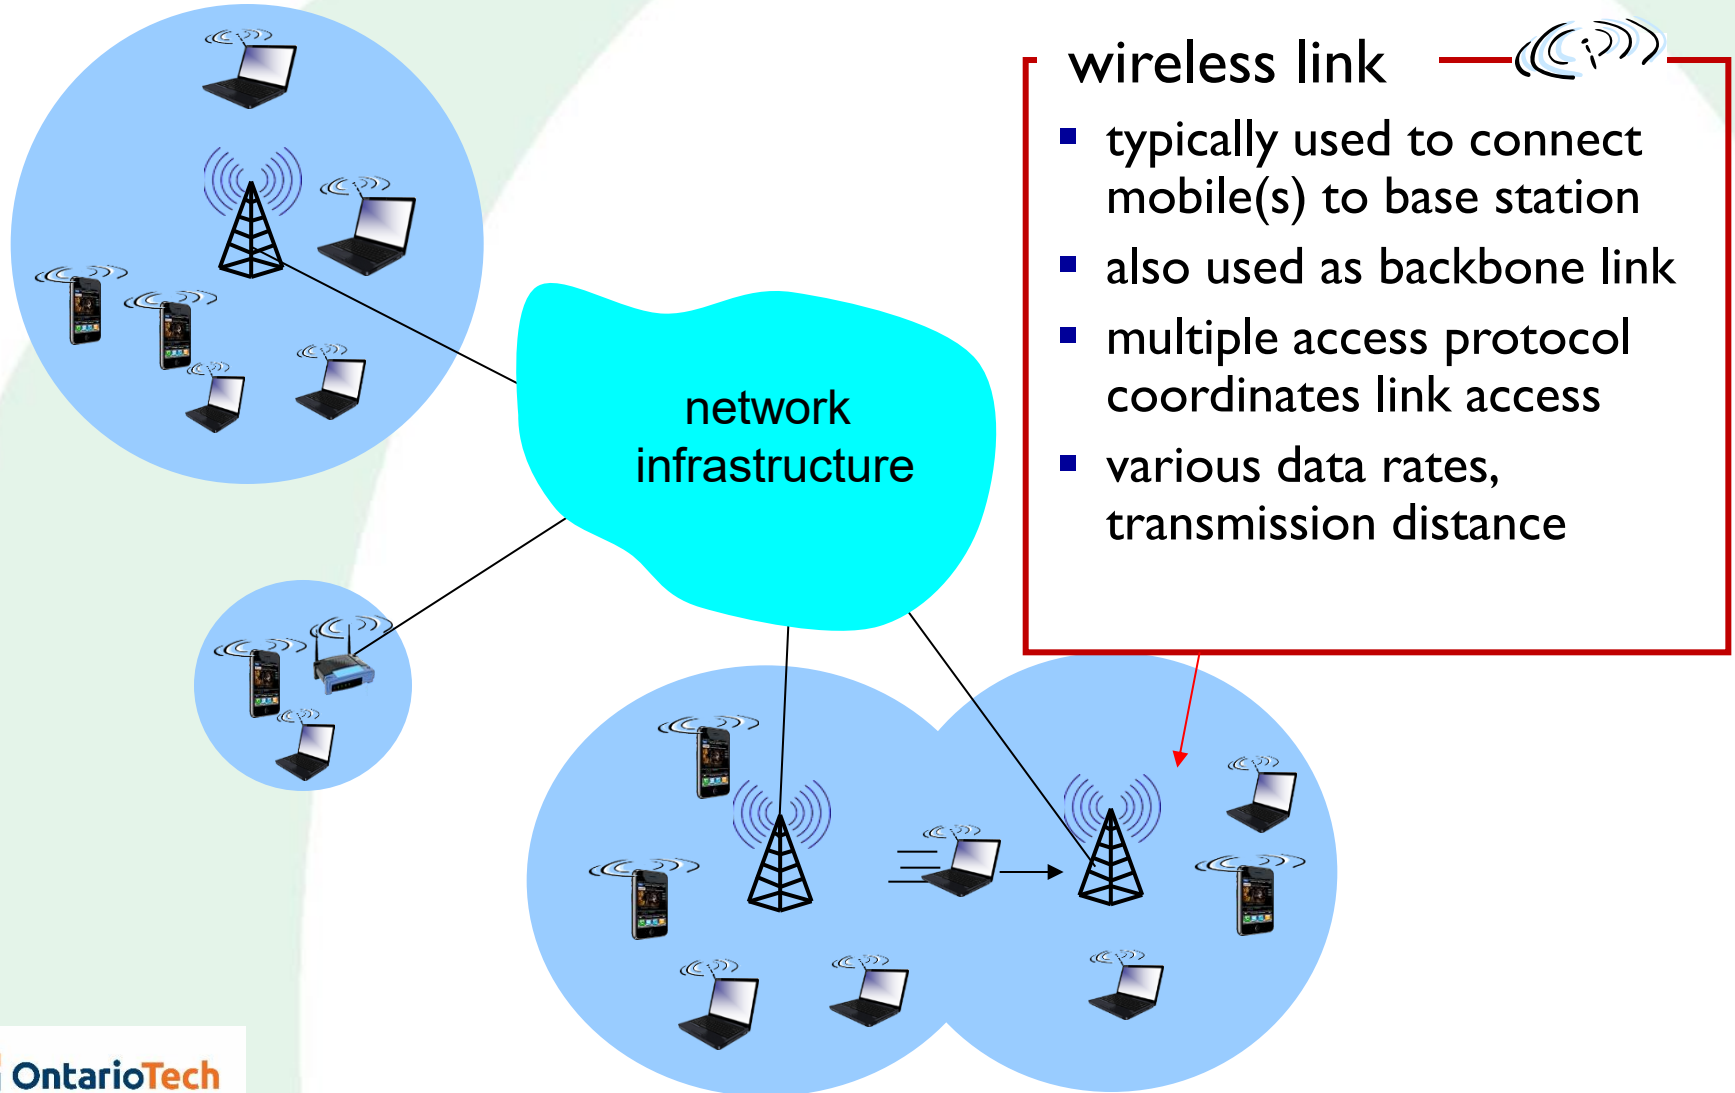 wireless link
typically used to connect
mobile(s) to base station
also used as backbone link
multiple access protocol
coordinates link access
various data rates,
transmission distance
network
infrastructure
OntarioTech